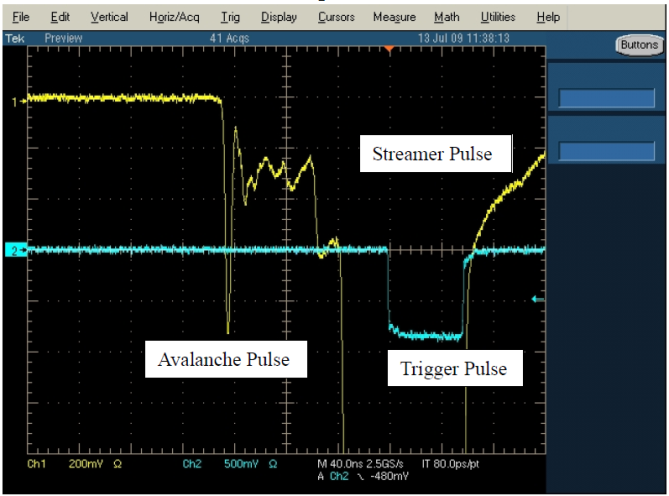 File Edit Vertical Horiz/Acq Trig Display Cursors Measure Math Utilities Help
Tek Preview 41 Acqs 13 Jul 09 11:38:13 Buttons
1
Streamer Pulse
2
Avalanche Pulse
Trigger Pulse
Ch1 200mV Ω Ch2 500mV Ω M 40.0ns 2.5GS/s IT 80.0ps/pt
A Ch2 ∖ -480mV